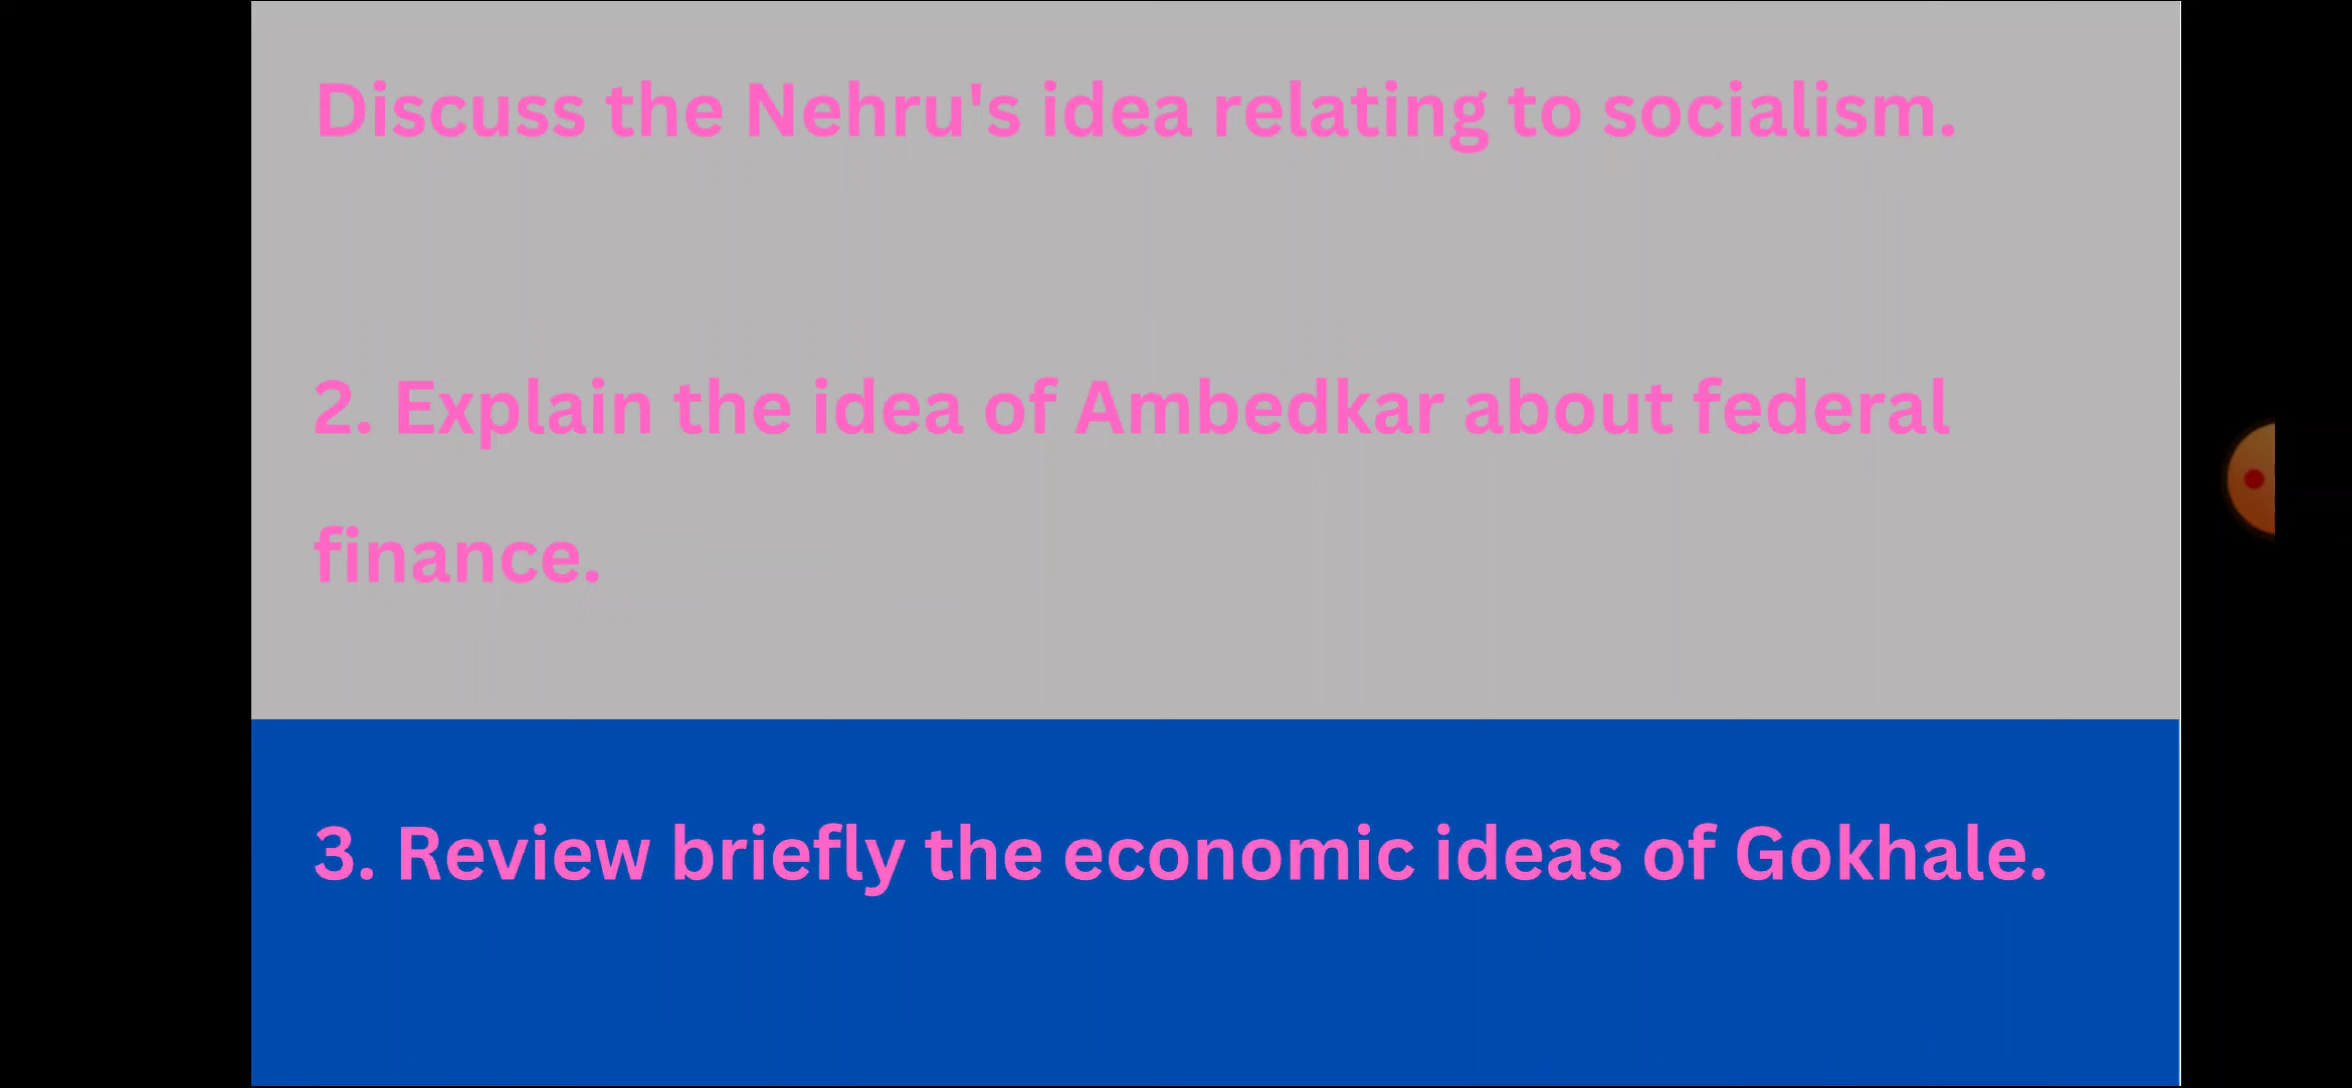 Discuss the Nehru's idea relating to socialism.
2. Explain the idea of Ambedkar about federal
finance.
3. Review briefly the economic ideas of Gokhale.